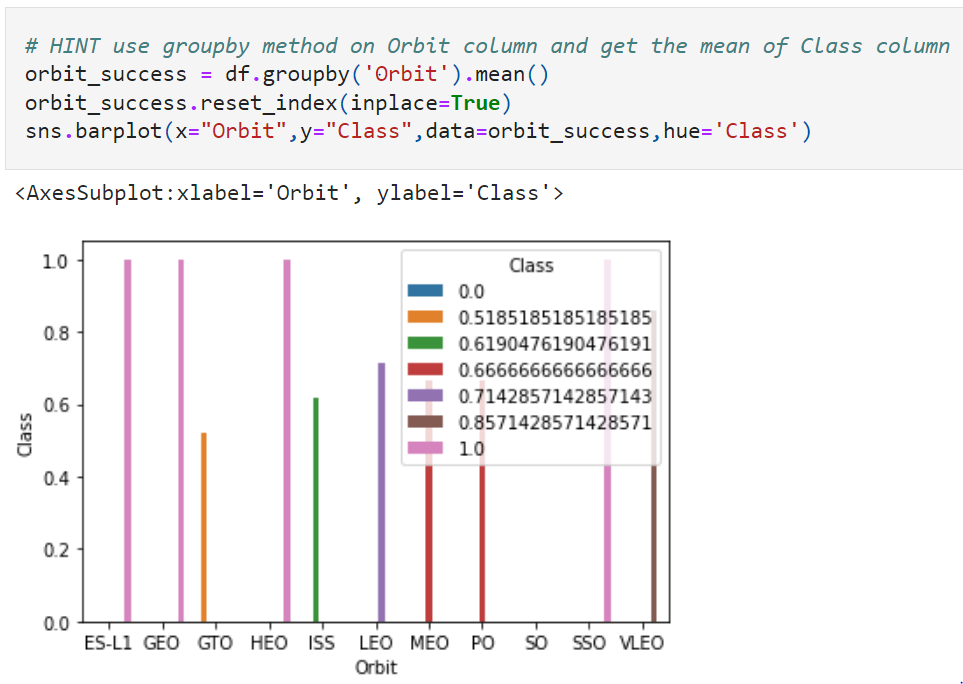 # HINT use groupby method on Orbit column and get the mean of Class column
orbit_success = df.groupby('Orbit').mean()
orbit_success.reset_index(inplace=True)
sns.barplot(x="Orbit",y="Class",data=orbit_success,hue='Class')
<AxesSubplot:xlabel='Orbit', ylabel='Class'>
Class
0.0
0.5185185185185185
0.6190476190476191
0.6666666666666666
0.7142857142857143
0.8571428571428571
1.0
1.0
0.8
0.6
0.4
0.2
0.0
Class
ES-L1 GEO GTO HEO ISS LEO MEO PO SO SSO VLEO
Orbit